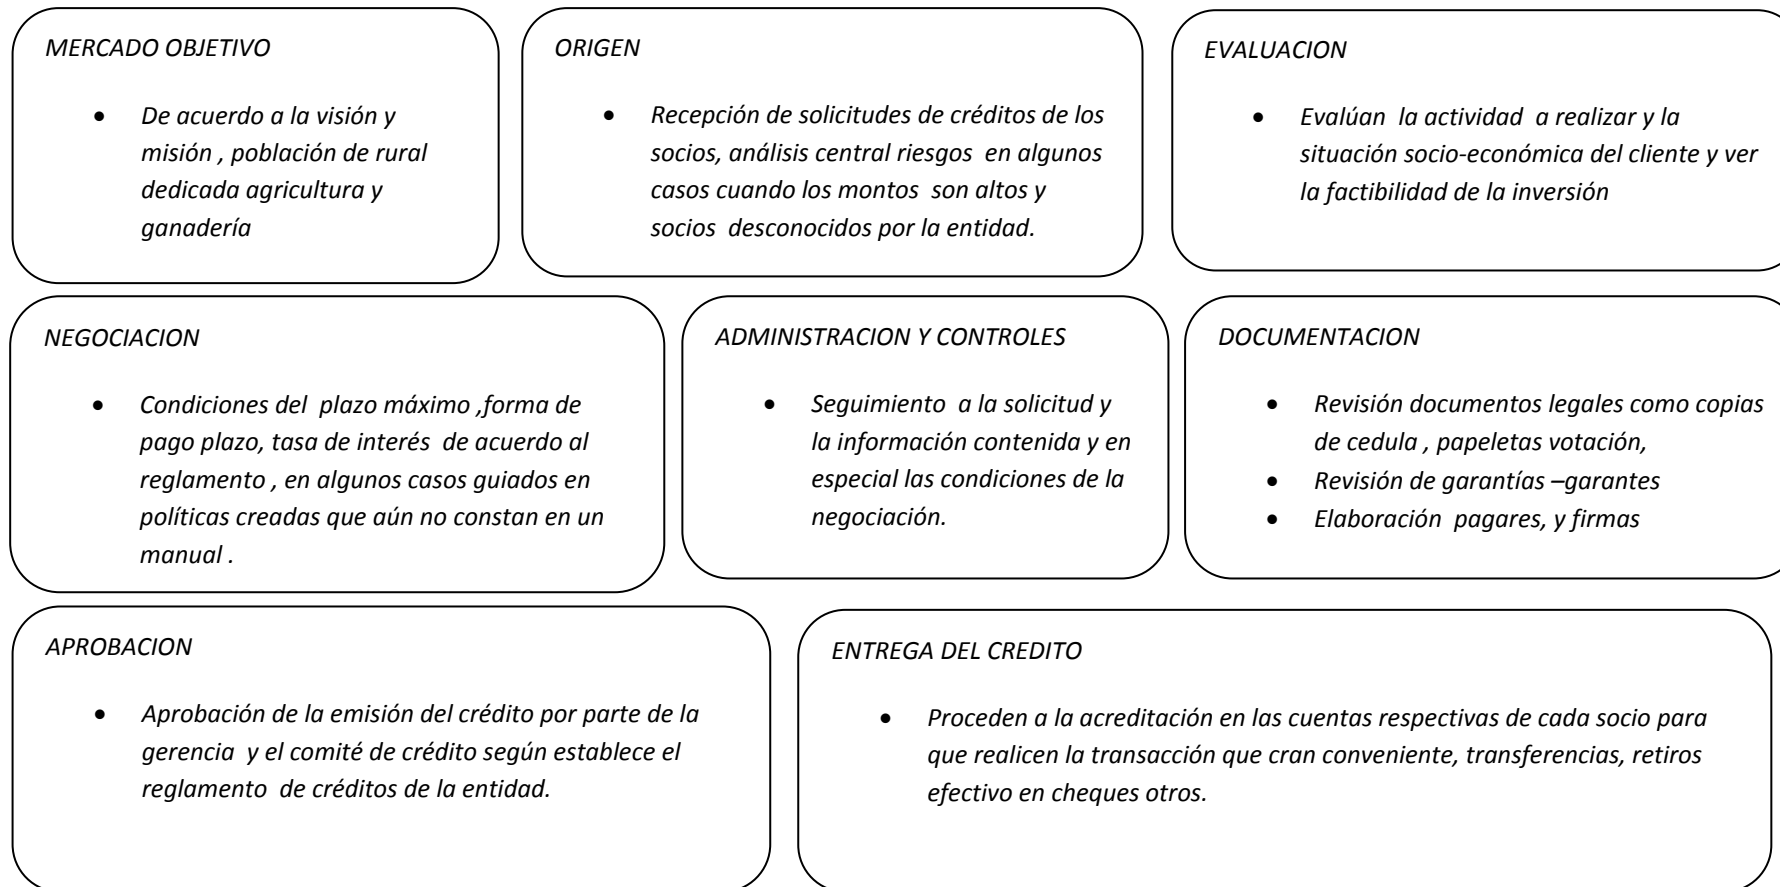 MERCADO OBJETIVO
• De acuerdo a la visión y
misión , población de rural
dedicada agricultura y
ganadería
ORIGEN
• Recepción de solicitudes de créditos de los
socios, análisis central riesgos en algunos
casos cuando los montos son altos y
socios desconocidos por la entidad.
EVALUACION
• Evalúan la actividad a realizar y la
situación socio-económica del cliente y ver
la factibilidad de la inversión
NEGOCIACION
• Condiciones del plazo máximo ,forma de
pago plazo, tasa de interés de acuerdo al
reglamento , en algunos casos guiados en
políticas creadas que aún no constan en un
manual .
ADMINISTRACION Y CONTROLES
• Seguimiento a la solicitud y
la información contenida y en
especial las condiciones de la
negociación.
DOCUMENTACION
• Revisión documentos legales como copias
de cedula , papeletas votación,
• Revisión de garantías –garantes
• Elaboración pagares, y firmas
APROBACION
• Aprobación de la emisión del crédito por parte de la
gerencia y el comité de crédito según establece el
reglamento de créditos de la entidad.
ENTREGA DEL CREDITO
• Proceden a la acreditación en las cuentas respectivas de cada socio para
que realicen la transacción que cran conveniente, transferencias, retiros
efectivo en cheques otros.